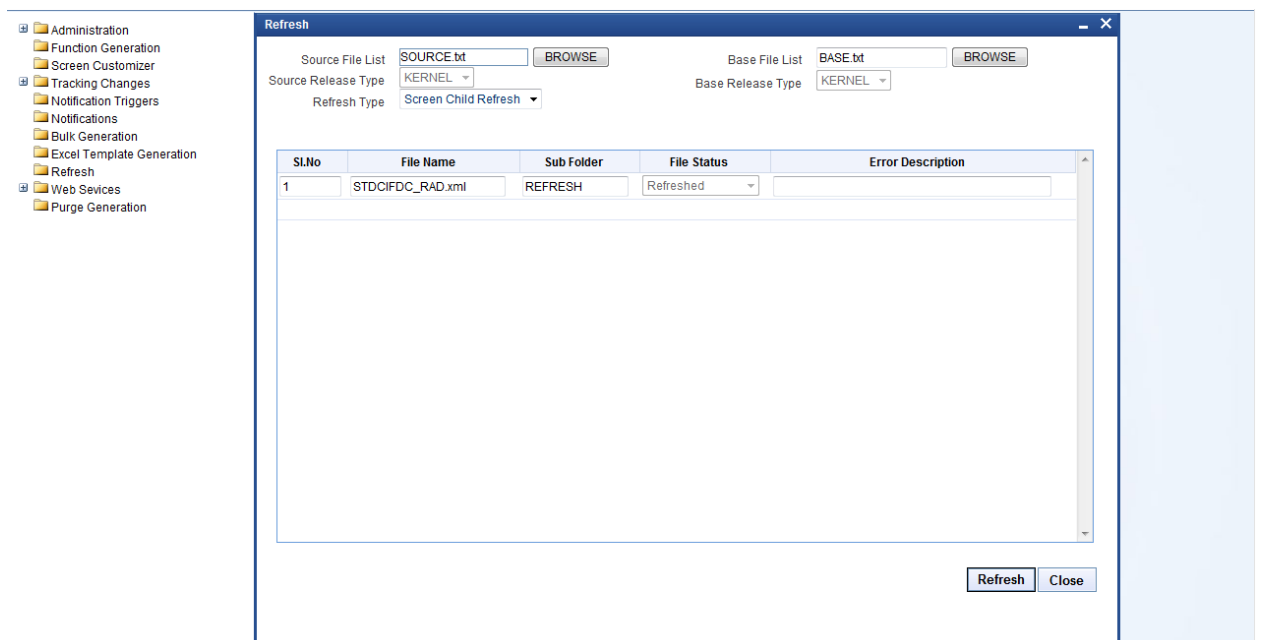 Administration
Function Generation
Screen Customizer
Tracking Changes
Notification Triggers
Notifications
Bulk Generation
Excel Template Generation
Refresh
Web Sevices
Purge Generation
Refresh
Source File List SOURCE.txt BROWSE Base File List BASE.txt BROWSE
Source Release Type KERNEL Base Release Type KERNEL
Refresh Type Screen Child Refresh
Sl.No File Name Sub Folder File Status Error Description
1 STDCIFDC_RAD.xml REFRESH Refreshed
Refresh Close